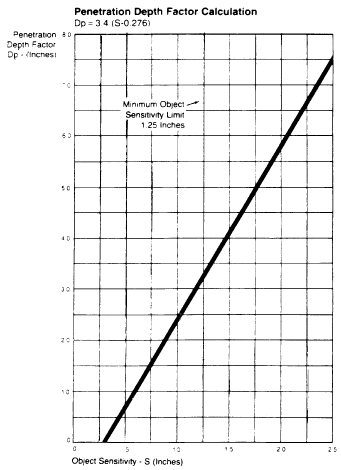 Penetration Depth Factor Calculation
Dp = 3.4 (S-0.276)
Penetration
Depth Factor
Dp - (Inches)
8.0
7.0
Minimum Object
Sensitivity Limit
1.25 Inches
6.0
5.0
4.0
3.0
2.0
1.0
0
0 .5 1.0 1.5 2.0 2.5
Object Sensitivity - S (Inches)